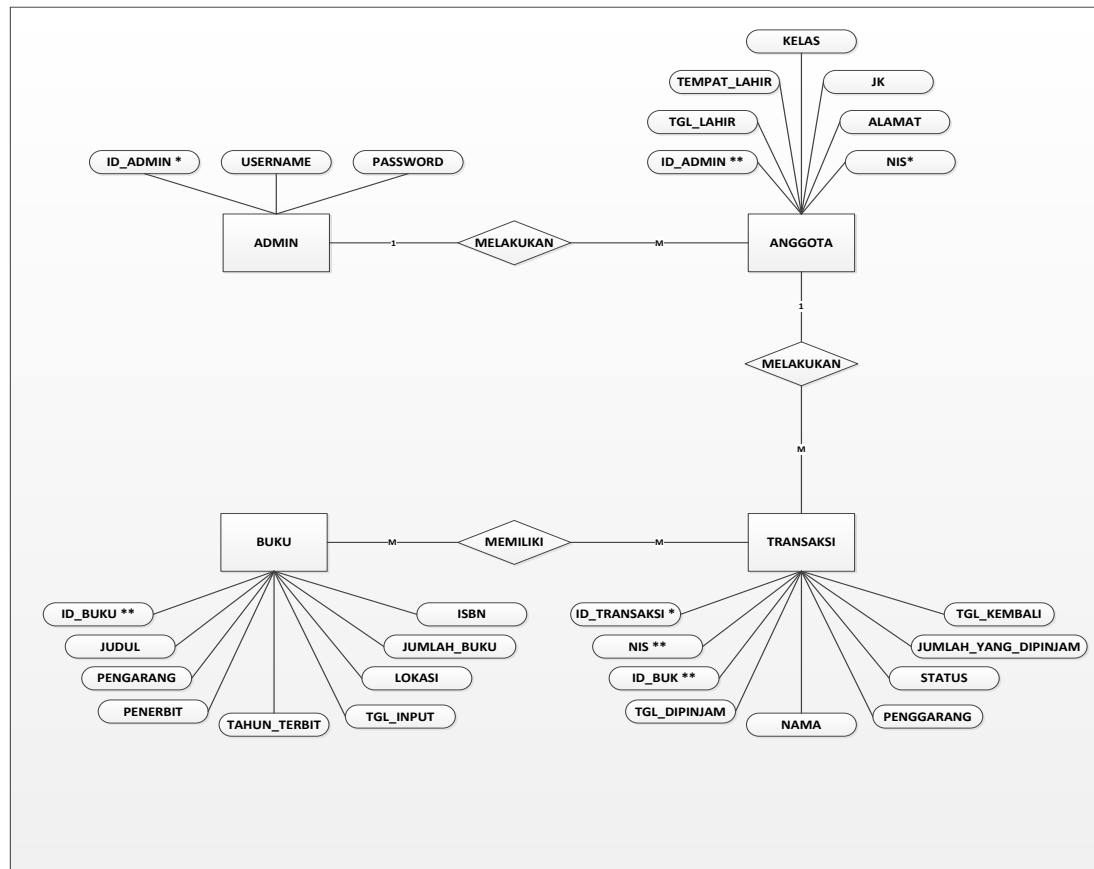 KELAS
TEMPAT_LAHIR
JK
TGL_LAHIR
ALAMAT
ID_ADMIN *
USERNAME
PASSWORD
ID_ADMIN **
NIS*
ADMIN
1
MELAKUKAN
M
ANGGOTA
1
MELAKUKAN
M
BUKU
M
MEMILIKI
M
TRANSAKSI
ID_BUKU **
ISBN
JUDUL
JUMLAH_BUKU
PENGARANG
LOKASI
PENERBIT
TAHUN_TERBIT
TGL_INPUT
ID_TRANSAKSI *
TGL_KEMBALI
NIS **
JUMLAH_YANG_DIPINJAM
ID_BUK **
STATUS
TGL_DIPINJAM
NAMA
PENGGARANG